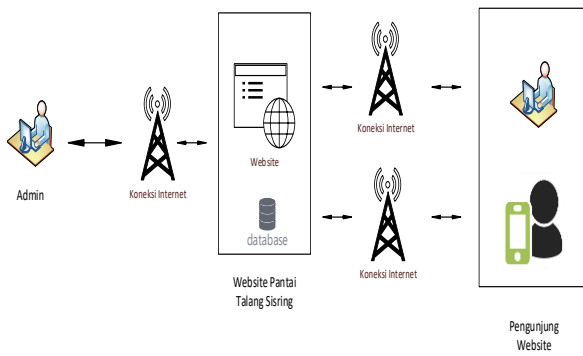 Admin
Koneksi Internet
Website
database
Website Pantai
Talang Sisring
Koneksi Internet
Koneksi Internet
Pengunjung
Website